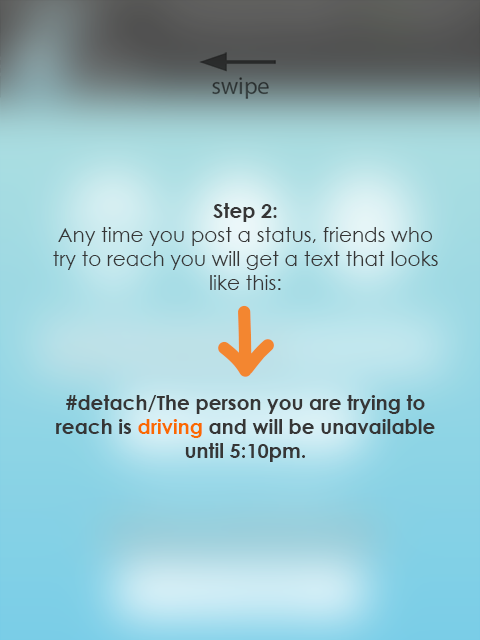 swipe
Step 2:
Any time you post a status, friends who
try to reach you will get a text that looks
like this:
#detach/The person you are trying to
reach is driving and will be unavailable
until 5:10pm.